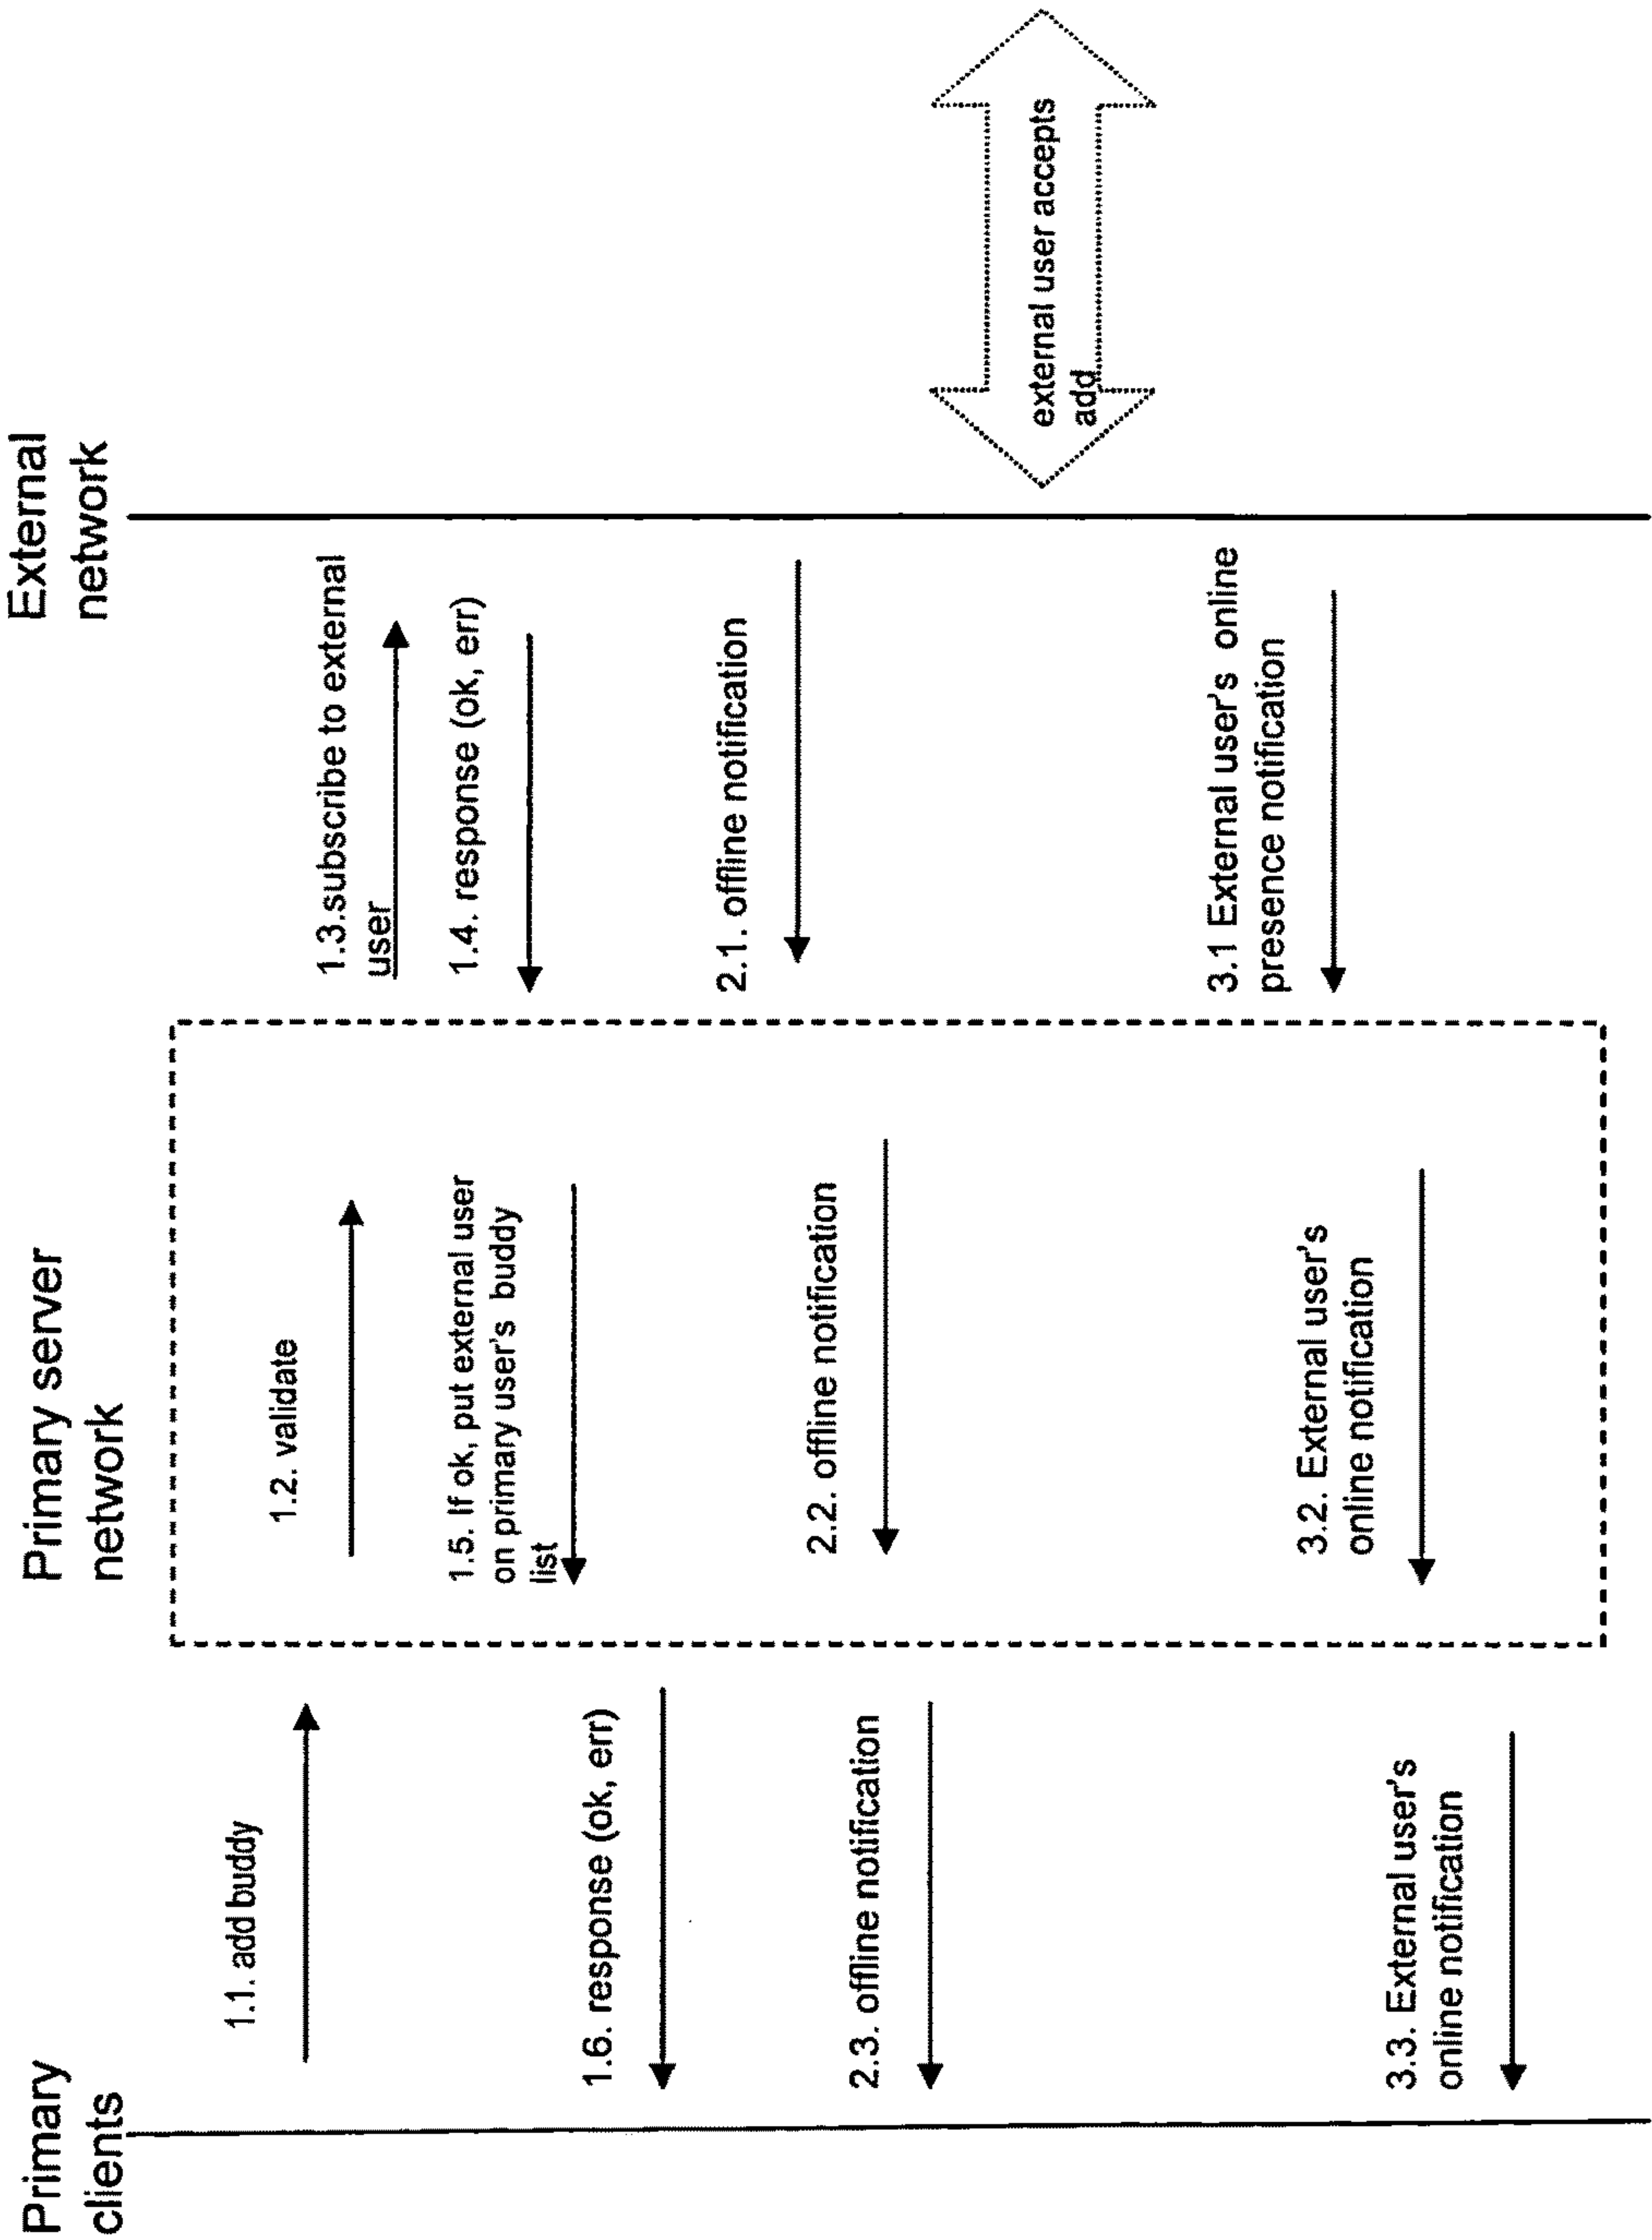 Primary
clients
Primary server
network
External
network
1.1. add buddy
1.2. validate
1.3.subscribe to external
user
1.4. response (ok, err)
1.5. If ok, put external user
on primary user's buddy
list
1.6. response (ok, err)
2.1. offline notification
2.2. offline notification
2.3. offline notification
external user accepts
add
3.1 External user's online
presence notification
3.2. External user's
online notification
3.3. External user's
online notification